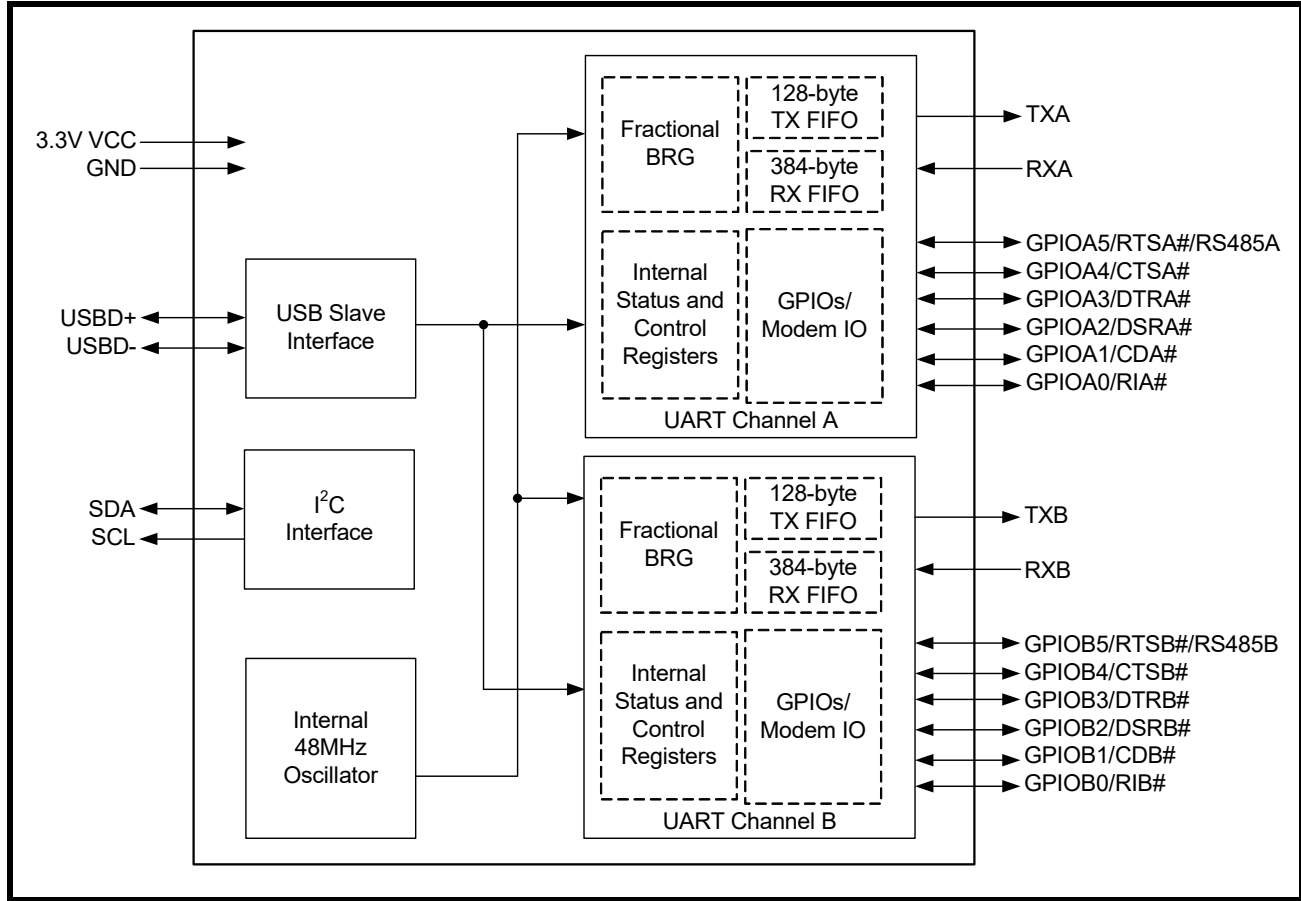 3.3V VCC
GND
USBD+
USBD-
SDA
SCL
USB Slave
Interface
I²C
Interface
Internal
48MHz
Oscillator
Fractional
BRG
128-byte
TX FIFO
384-byte
RX FIFO
Internal
Status and
Control
Registers
GPIOs/
Modem IO
UART Channel A
TXA
RXA
GPIOA5/RTSA#/RS485A
GPIOA4/CTSA#
GPIOA3/DTRA#
GPIOA2/DSRA#
GPIOA1/CDA#
GPIOA0/RIA#
Fractional
BRG
128-byte
TX FIFO
384-byte
RX FIFO
Internal
Status and
Control
Registers
GPIOs/
Modem IO
UART Channel B
TXB
RXB
GPIOB5/RTSB#/RS485B
GPIOB4/CTSB#
GPIOB3/DTRB#
GPIOB2/DSRB#
GPIOB1/CDB#
GPIOB0/RIB#